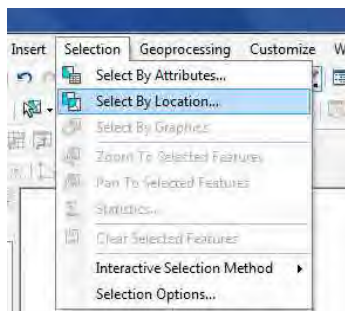 Insert Selection Geoprocessing Customize W
Select By Attributes...
Select By Location...
Select By Graphics
Zoom To Selected Features
Pan To Selected Features
Statistics...
Clear Selected Features
Interactive Selection Method
Selection Options...